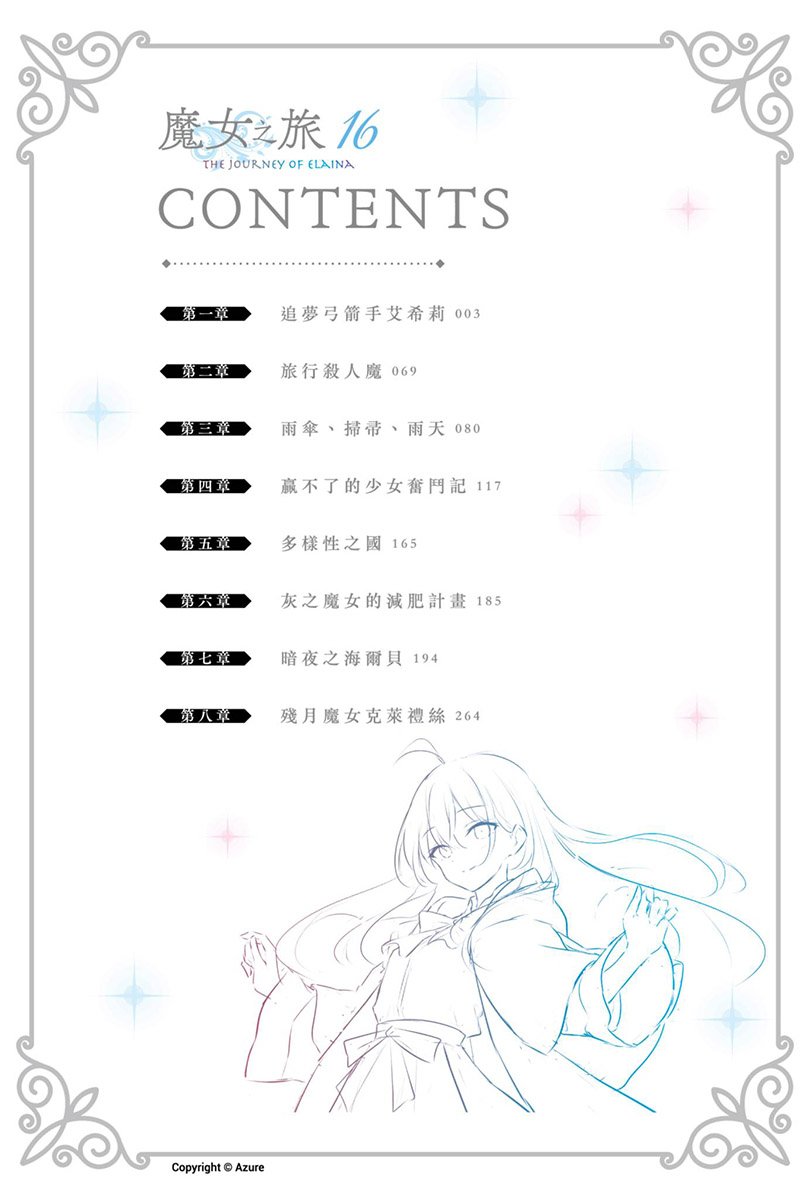 魔女之旅 16
THE JOURNEY OF ELAINA
CONTENTS
第一章 追夢弓箭手艾希莉 003
第二章 旅行殺人魔 069
第三章 雨傘、掃帚、雨天 080
第四章 贏不了的少女奮鬥記 117
第五章 多樣性之國 165
第六章 灰之魔女的減肥計畫 185
第七章 暗夜之海爾貝 194
第八章 殘月魔女克萊禮絲 264
Copyright © Azure